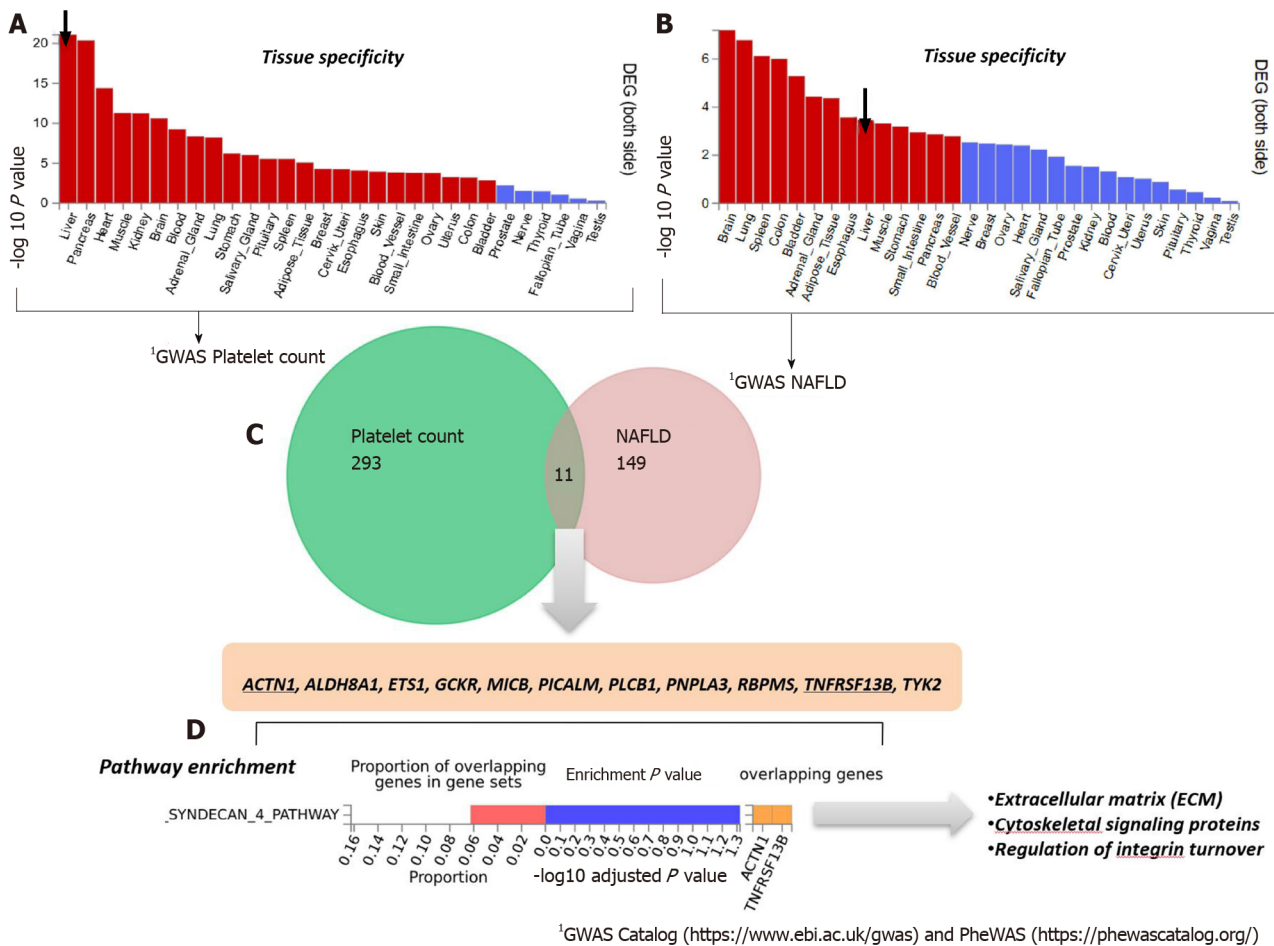 A
Tissue specificity
DEG (both side)
-log 10 P value
20
15
10
5
0
Liver
Pancreas
Heart
Muscle
Kidney
Brain
Blood
Adrenal_Gland
Lung
Stomach
Salivary_Gland
Pituitary
Spleen
Adipose_Tissue
Breast
Cervix_Uteri
Esophagus
Skin
Blood_Vessel
Small_Intestine
Ovary
Uterus
Colon
Bladder
Prostate
Nerve
Thyroid
Fallopian_Tube
Vagina
Testis
1GWAS Platelet count
B
Tissue specificity
DEG (both side)
-log 10 P value
6
4
2
0
Brain
Lung
Spleen
Colon
Bladder
Adrenal_Gland
Adipose_Tissue
Esophagus
Liver
Muscle
Stomach
Small_Intestine
Pancreas
Blood_Vessel
Nerve
Breast
Ovary
Heart
Salivary_Gland
Fallopian_Tube
Prostate
Kidney
Blood
Cervix_Uteri
Uterus
Skin
Pituitary
Thyroid
Vagina
Testis
1GWAS NAFLD
C
Platelet count
293
11
NAFLD
149
ACTN1, ALDH8A1, ETS1, GCKR, MICB, PICALM, PLCB1, PNPLA3, RBPMS, TNFRSF13B, TYK2
D
Pathway enrichment
Proportion of overlapping
genes in gene sets
Enrichment P value
overlapping genes
_SYNDECAN_4_PATHWAY
0.16 0.14 0.12 0.10 0.08 0.06 0.04 0.02 0.0 0.1 0.2 0.3 0.4 0.5 0.6 0.7 0.8 0.9 1.0 1.1 1.2 1.3
ACTN1
TNFRSF13B
Proportion
-log10 adjusted P value
•Extracellular matrix (ECM)
•Cytoskeletal signaling proteins
•Regulation of integrin turnover
1GWAS Catalog (https://www.ebi.ac.uk/gwas) and PheWAS (https://phewascatalog.org/)